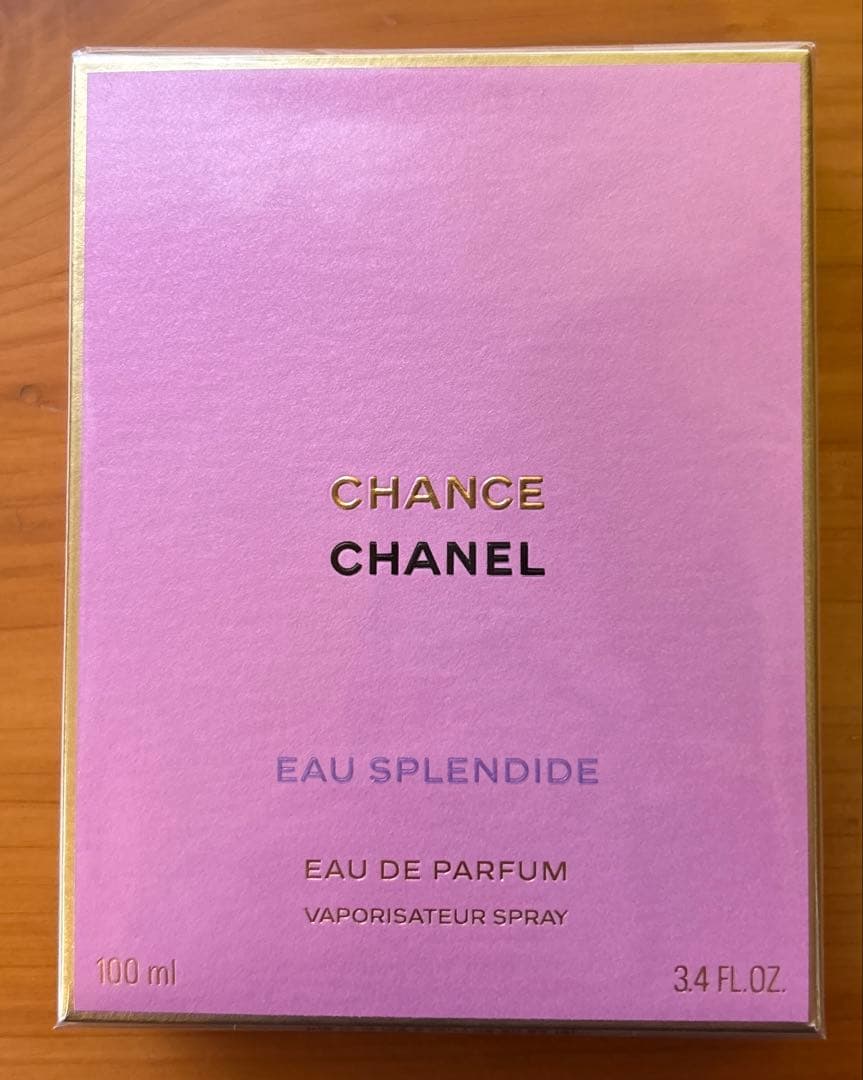 CHANCE
CHANEL
EAU SPLENDIDE
EAU DE PARFUM
VAPORISATEUR SPRAY
100 ml 3.4 FL.OZ.